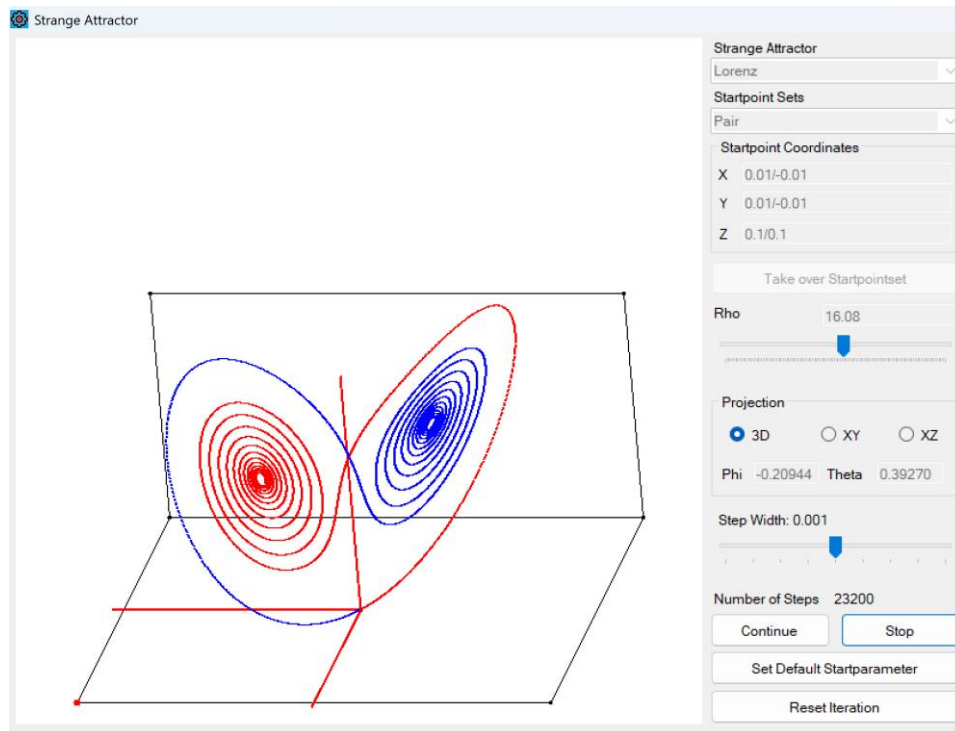 Strange Attractor
Strange Attractor
Lorenz
Startpoint Sets
Pair
Startpoint Coordinates
X 0.01/-0.01
Y 0.01/-0.01
Z 0.1/0.1
Take over Startpointset
Rho 16.08
Projection
3D XY XZ
Phi -0.20944 Theta 0.39270
Step Width: 0.001
Number of Steps 23200
Continue Stop
Set Default Startparameter
Reset Iteration